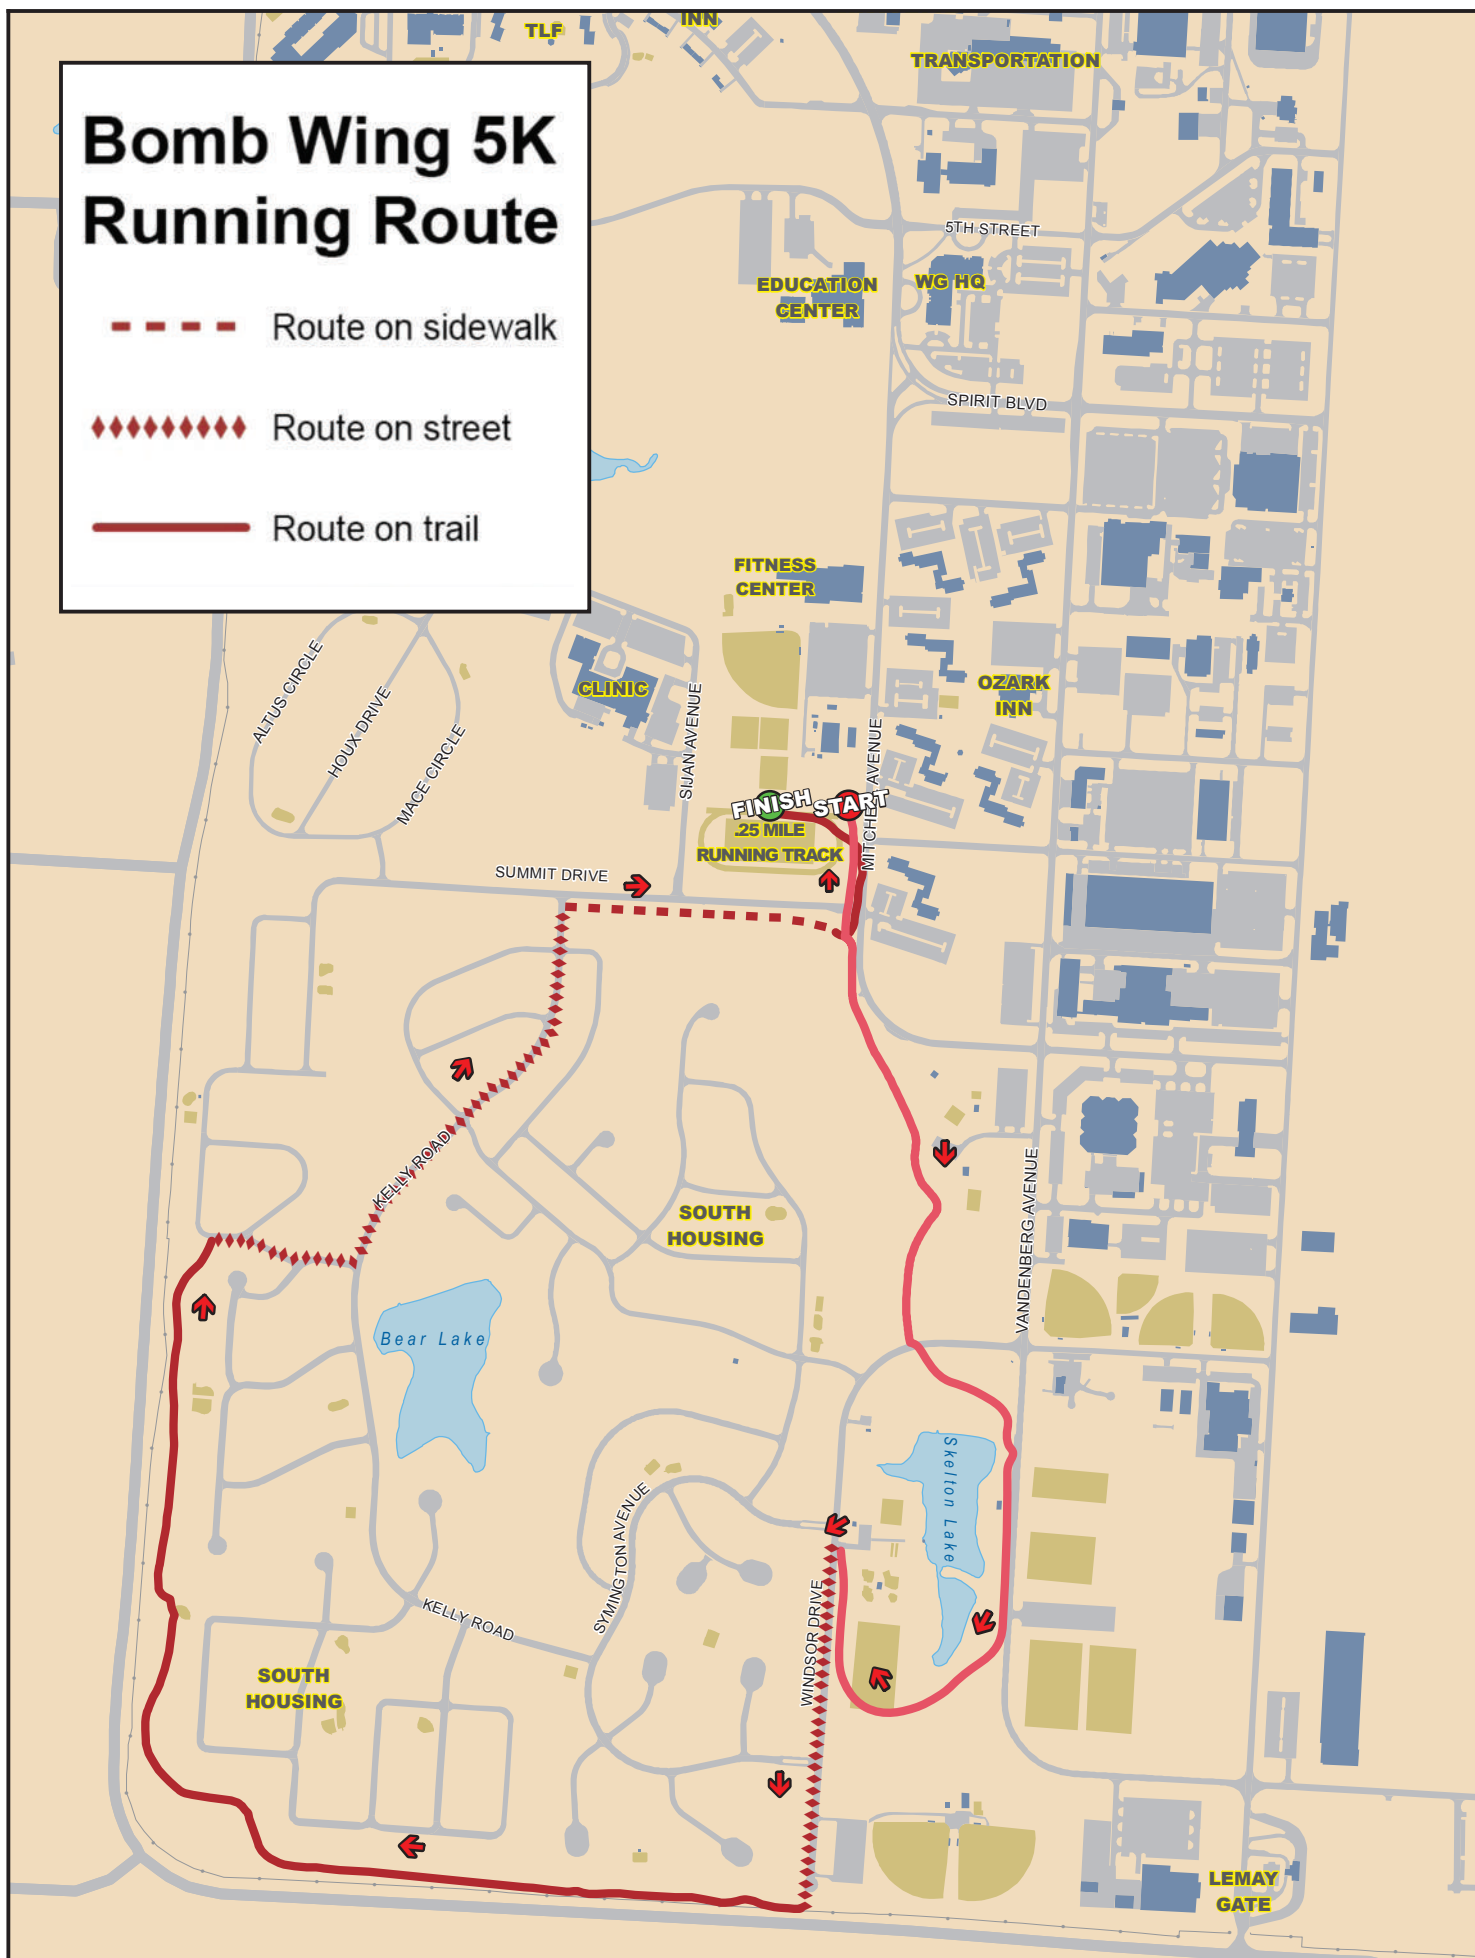 TLF
INN
TRANSPORTATION
Bomb Wing 5K
Running Route
Route on sidewalk
Route on street
Route on trail
5TH STREET
EDUCATION
CENTER
WG HQ
SPIRIT BLVD
FITNESS
CENTER
ALTUS CIRCLE
HOUX DRIVE
MACE CIRCLE
CLINIC
SIJAN AVENUE
OZARK
INN
MITCHELL AVENUE
FINISH
START
.25 MILE
RUNNING TRACK
SUMMIT DRIVE
KELLY ROAD
SOUTH
HOUSING
VANDENBERG AVENUE
Bear Lake
Skelton Lake
SYMINGTON AVENUE
WINDSOR DRIVE
KELLY ROAD
SOUTH
HOUSING
LEMAY
GATE